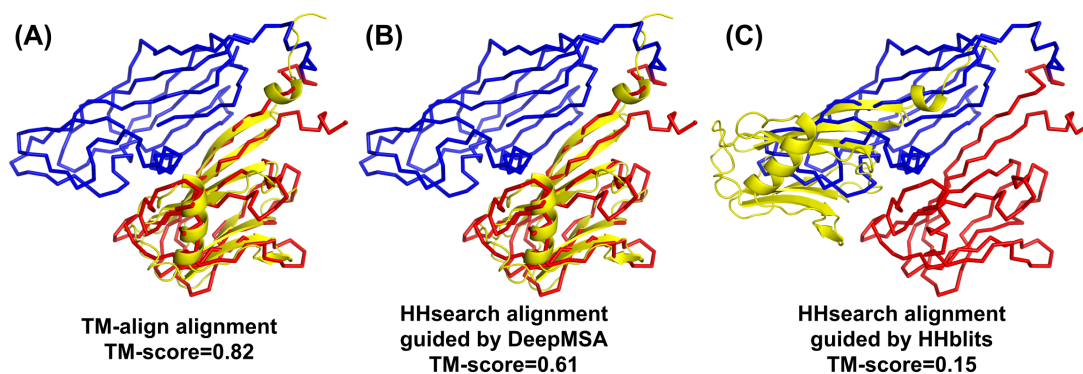 (A)
(B)
(C)
TM-align alignment
TM-score=0.82
HHsearch alignment
guided by DeepMSA
TM-score=0.61
HHsearch alignment
guided by HHblits
TM-score=0.15